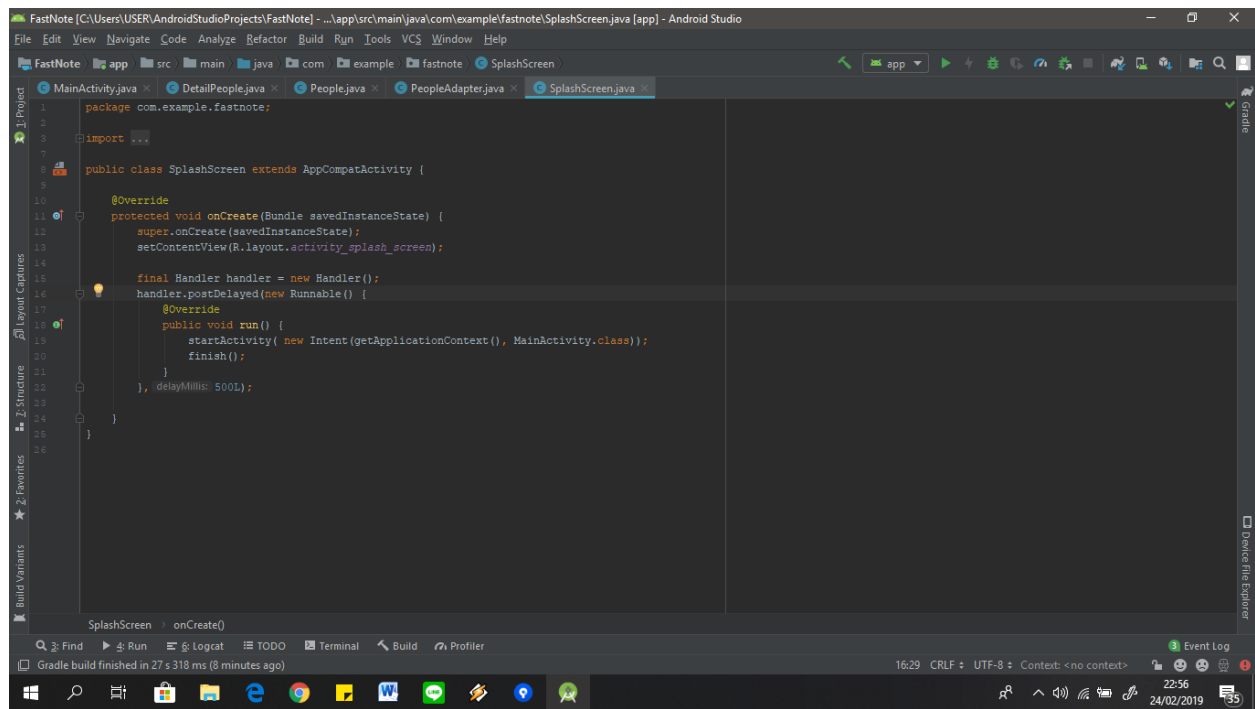 FastNote [C:\Users\USER\AndroidStudioProjects\FastNote] - ...\app\src\main\java\com\example\fastnote\SplashScreen.java [app] - Android Studio
File Edit View Navigate Code Analyze Refactor Build Run Tools VCS Window Help
FastNote app src main java com example fastnote SplashScreen app
MainActivity.java DetailPeople.java People.java PeopleAdapter.java SplashScreen.java
1: Project
Layout Captures
7: Structure
2: Favorites
Build Variants
1 package com.example.fastnote;
2
3 import ...
7
8 public class SplashScreen extends AppCompatActivity {
9
10 @Override
11 protected void onCreate(Bundle savedInstanceState) {
12 super.onCreate(savedInstanceState);
13 setContentView(R.layout.activity_splash_screen);
14
15 final Handler handler = new Handler();
16 handler.postDelayed(new Runnable() {
17 @Override
18 public void run() {
19 startActivity( new Intent(getApplicationContext(), MainActivity.class));
20 finish();
21 }
22 }, delayMillis: 500L);
23
24 }
25 }
26
Gradle
Device File Explorer
SplashScreen › onCreate()
3: Find 4: Run 6: Logcat TODO Terminal Build Profiler 3 Event Log
Gradle build finished in 27 s 318 ms (8 minutes ago) 16:29 CRLF UTF-8 Context: <no context>
W LINE 22:56
24/02/2019 35